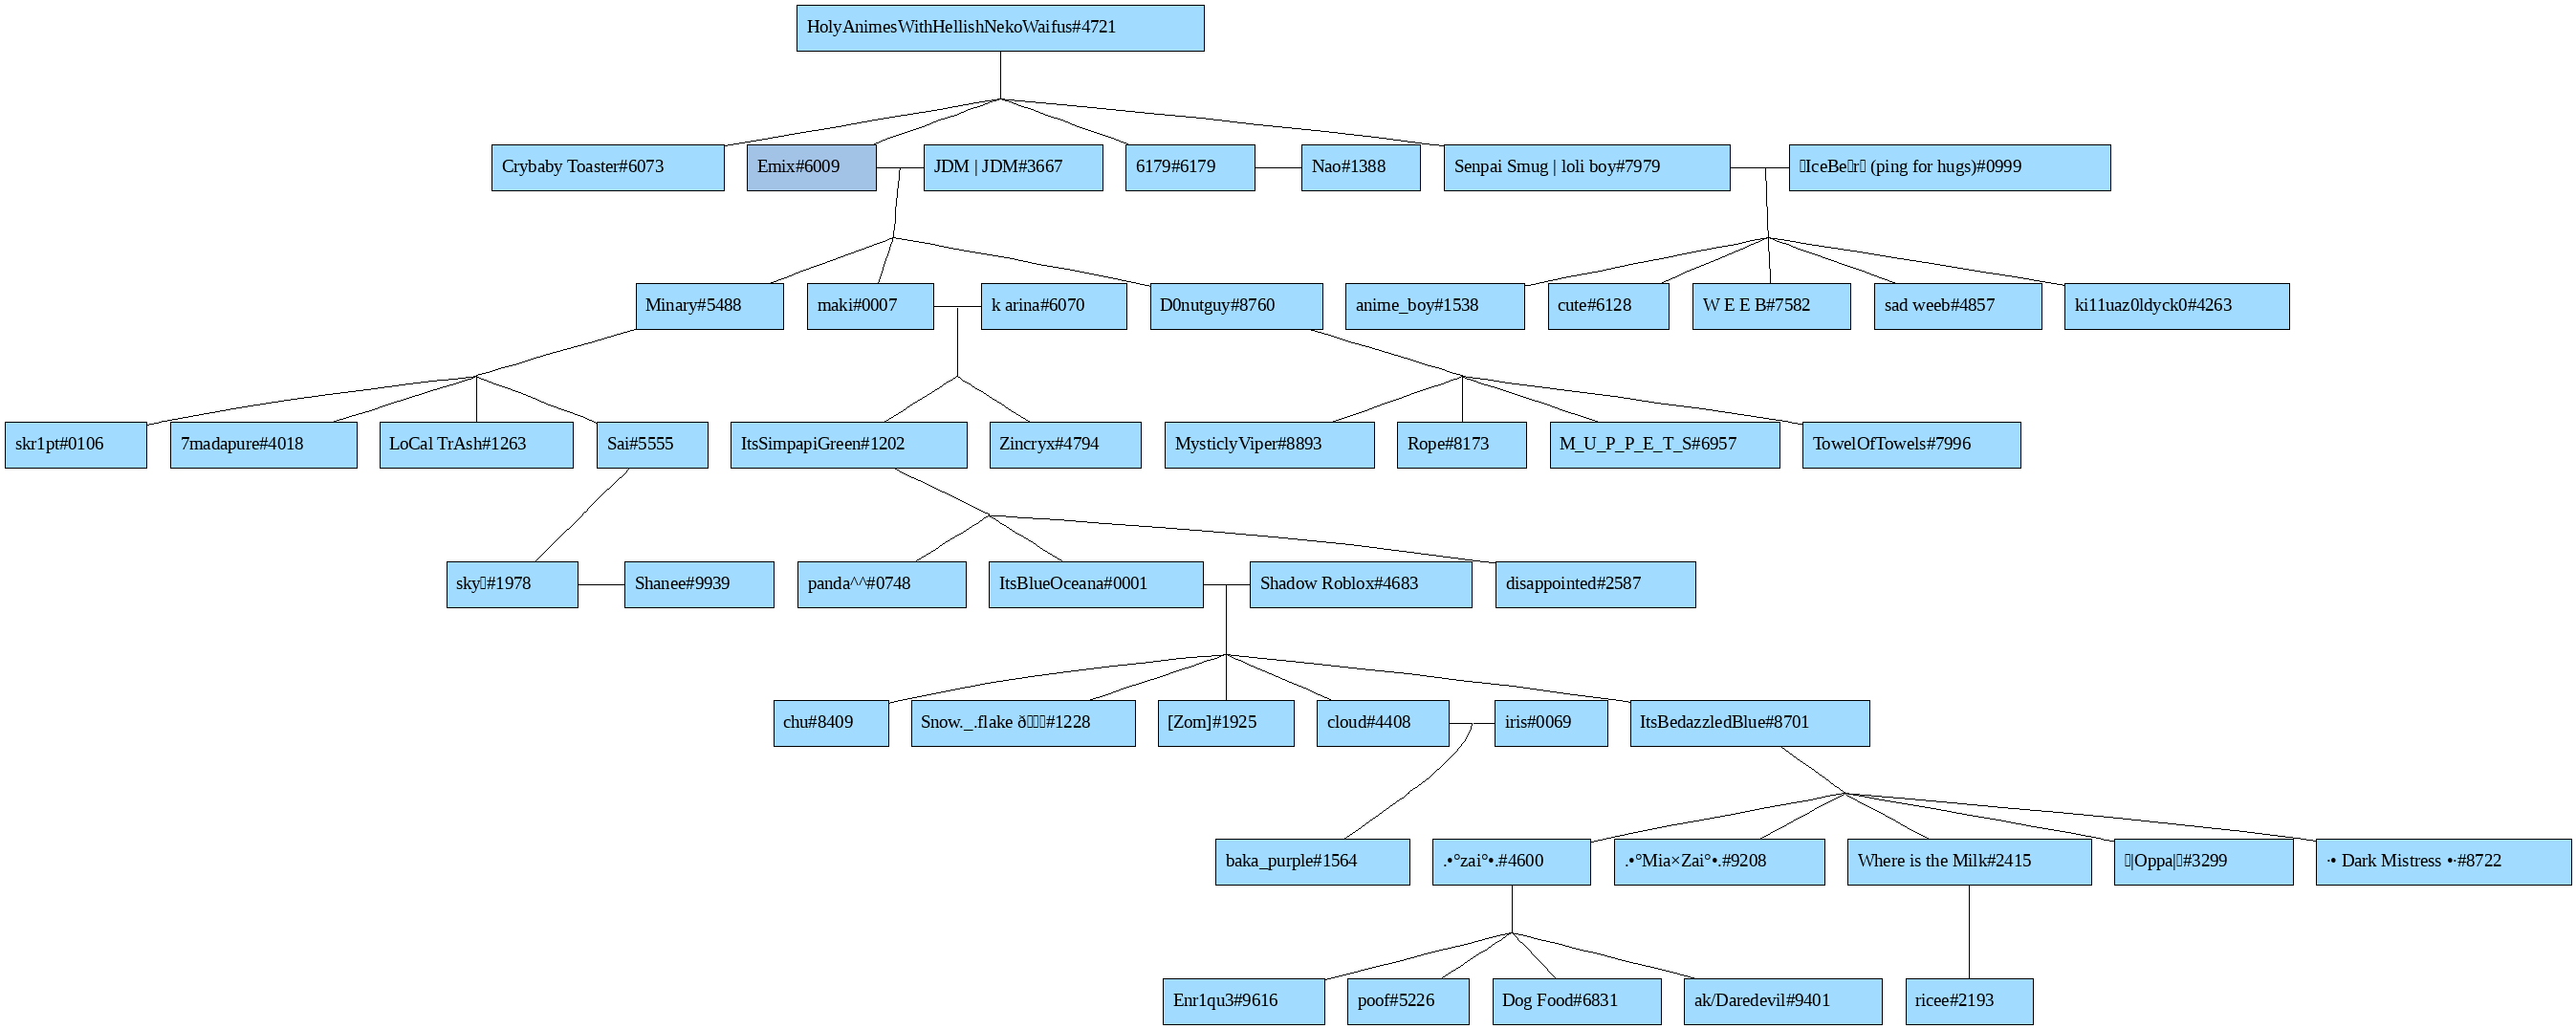 HolyAnimesWithHellishNekoWaifus#4721
Crybaby Toaster#6073
Emix#6009
JDM | JDM#3667
6179#6179
Nao#1388
Senpai Smug | loli boy#7979
▯IceBe▯r▯ (ping for hugs)#0999
Minary#5488
maki#0007
k arina#6070
D0nutguy#8760
anime_boy#1538
cute#6128
W E E B#7582
sad weeb#4857
ki11uaz0ldyck0#4263
skr1pt#0106
7madapure#4018
LoCal TrAsh#1263
Sai#5555
ItsSimpapiGreen#1202
Zincryx#4794
MysticlyViper#8893
Rope#8173
M_U_P_P_E_T_S#6957
TowelOfTowels#7996
sky▯#1978
Shanee#9939
panda^^#0748
ItsBlueOceana#0001
Shadow Roblox#4683
disappointed#2587
chu#8409
Snow._.flake ð▯▯▯#1228
[Zom]#1925
cloud#4408
iris#0069
ItsBedazzledBlue#8701
baka_purple#1564
.•°zai°•.#4600
.•°Mia×Zai°•.#9208
Where is the Milk#2415
▯|Oppa|▯#3299
·• Dark Mistress •·#8722
Enr1qu3#9616
poof#5226
Dog Food#6831
ak/Daredevil#9401
ricee#2193